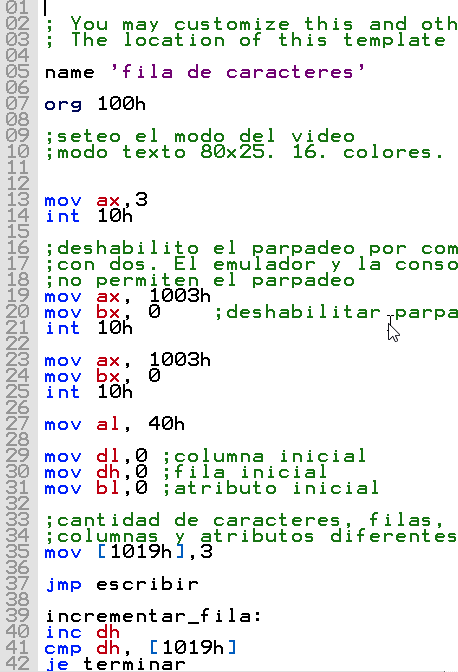 01
02 ; You may customize this and oth
03 ; The location of this template
04
05 name 'fila de caracteres'
06
07 org 100h
08
09 ;seteo el modo del video
10 ;modo texto 80x25. 16. colores.
11
12
13 mov ax,3
14 int 10h
15
16 ;deshabilito el parpadeo por com
17 ;con dos. El emulador y la conso
18 ;no permiten el parpadeo
19 mov ax, 1003h
20 mov bx, 0 ;deshabilitar parpa
21 int 10h
22
23 mov ax, 1003h
24 mov bx, 0
25 int 10h
26
27 mov al, 40h
28
29 mov dl,0 ;columna inicial
30 mov dh,0 ;fila inicial
31 mov bl,0 ;atributo inicial
32
33 ;cantidad de caracteres, filas,
34 ;columnas y atributos diferentes
35 mov [1019h],3
36
37 jmp escribir
38
39 incrementar_fila:
40 inc dh
41 cmp dh, [1019h]
42 je terminar